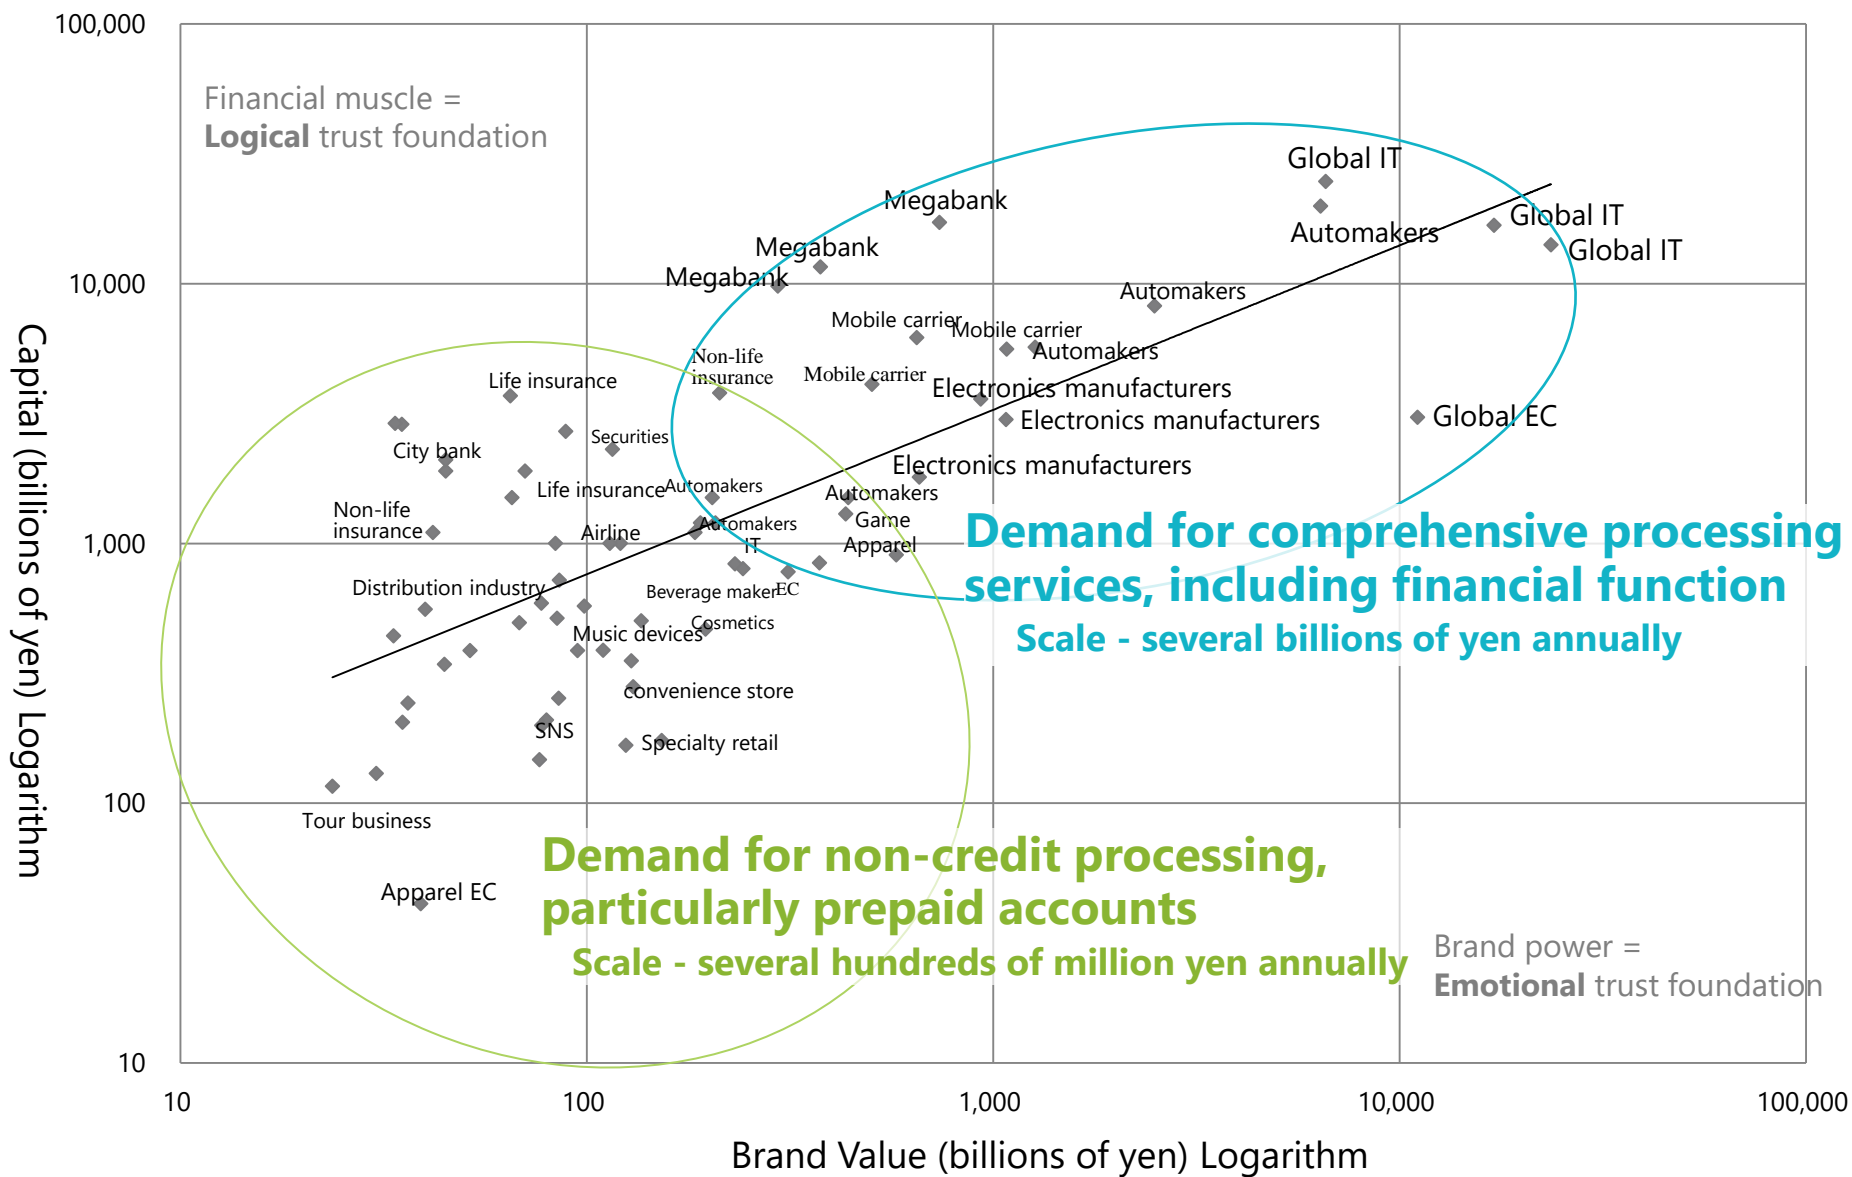 100,000
Financial muscle =
Logical trust foundation
Global IT
Megabank
Global IT
Automakers
Megabank
Global IT
Megabank
10,000
Automakers
Mobile carrier
Mobile carrier
Automakers
Non-life
insurance
Mobile carrier
Life insurance
Electronics manufacturers
Global EC
Electronics manufacturers
Securities
City bank
Electronics manufacturers
Life insurance
Automakers
Automakers
Non-life
insurance
Game
Automakers
Airline
1,000
IT
Apparel
Demand for comprehensive processing
services, including financial function
Scale - several billions of yen annually
Distribution industry
Beverage maker
EC
Cosmetics
Music devices
convenience store
SNS
Specialty retail
100
Tour business
Demand for non-credit processing,
particularly prepaid accounts
Scale - several hundreds of million yen annually
Apparel EC
Brand power =
Emotional trust foundation
10
10
100
1,000
10,000
100,000
Capital (billions of yen) Logarithm
Brand Value (billions of yen) Logarithm